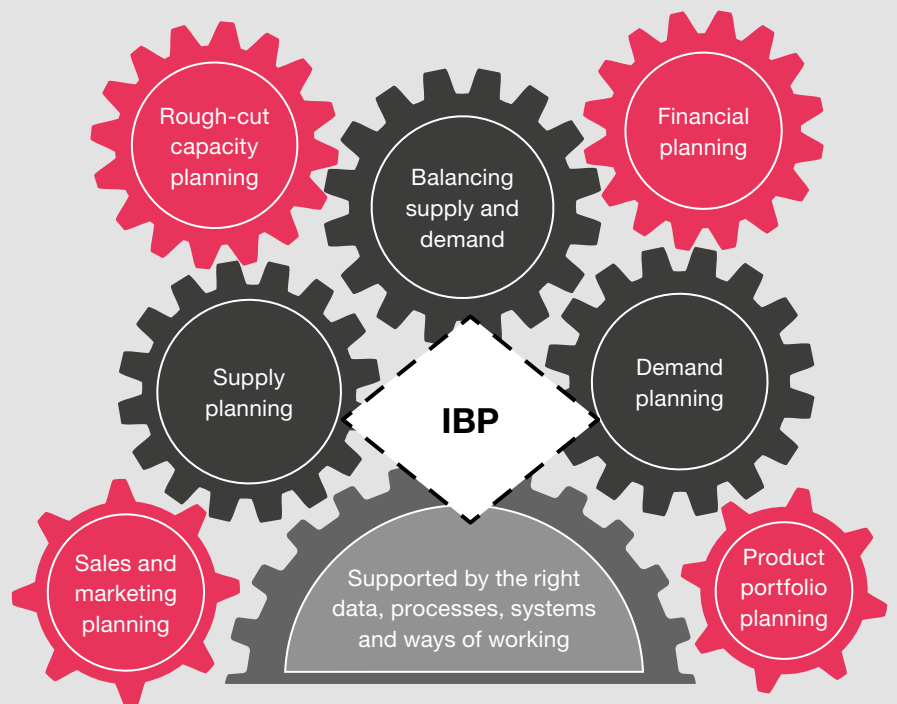 Rough-cut
capacity
planning
Financial
planning
Balancing
supply and
demand
Supply
planning
Demand
planning
IBP
Sales and
marketing
planning
Supported by the right
data, processes, systems
and ways of working
Product
portfolio
planning